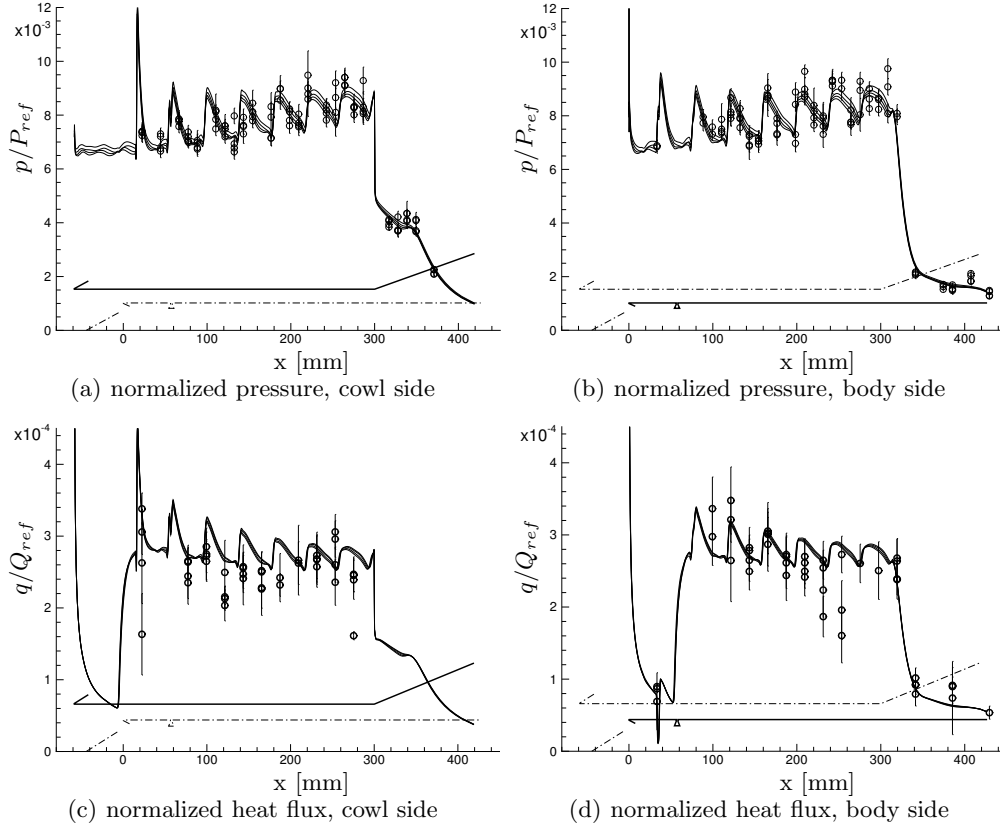 12
x10⁻³
10
8
6
4
2
0
p/P_ref
0 100 200 300 400
x [mm]
(a) normalized pressure, cowl side
12
x10⁻³
10
8
6
4
2
0
p/P_ref
0 100 200 300 400
x [mm]
(b) normalized pressure, body side
x10⁻⁴
4
3
2
1
0
q/Q_ref
0 100 200 300 400
x [mm]
(c) normalized heat flux, cowl side
x10⁻⁴
4
3
2
1
0
q/Q_ref
0 100 200 300 400
x [mm]
(d) normalized heat flux, body side